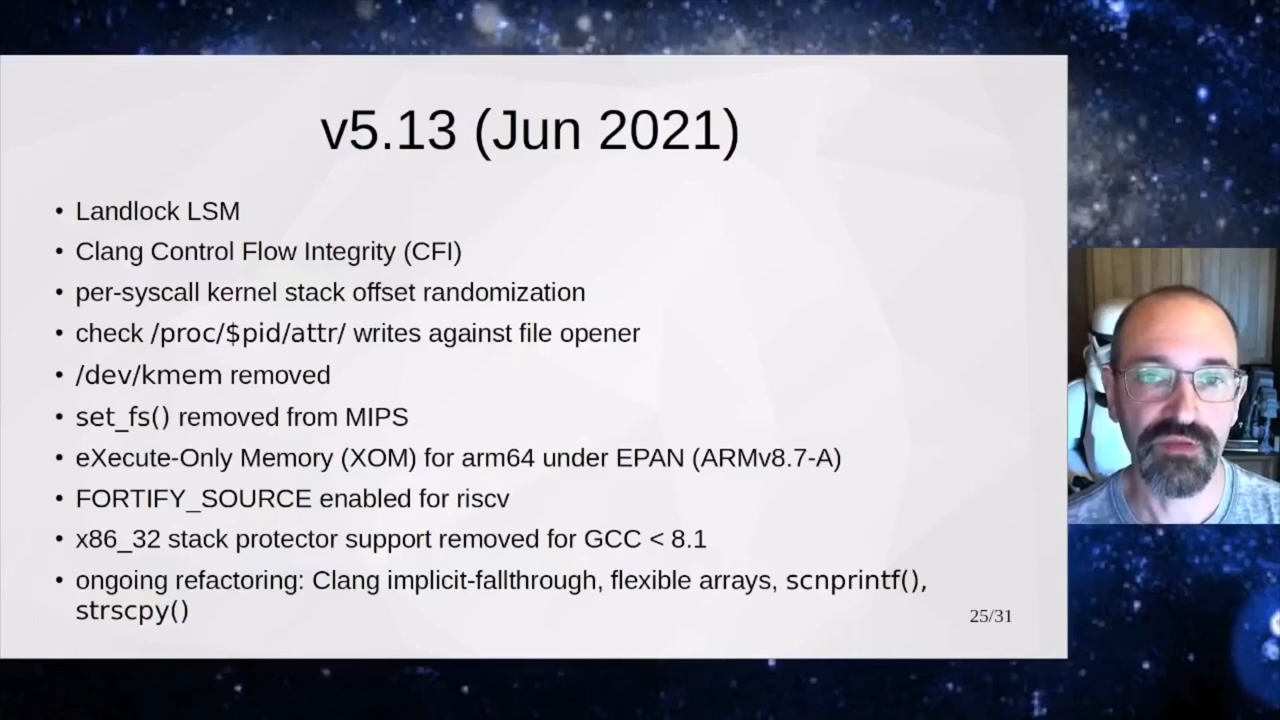 v5.13 (Jun 2021)
• Landlock LSM
• Clang Control Flow Integrity (CFI)
• per-syscall kernel stack offset randomization
• check /proc/$pid/attr/ writes against file opener
• /dev/kmem removed
• set_fs() removed from MIPS
• eXecute-Only Memory (XOM) for arm64 under EPAN (ARMv8.7-A)
• FORTIFY_SOURCE enabled for riscv
• x86_32 stack protector support removed for GCC < 8.1
• ongoing refactoring: Clang implicit-fallthrough, flexible arrays, scnprintf(),
strscpy()
25/31